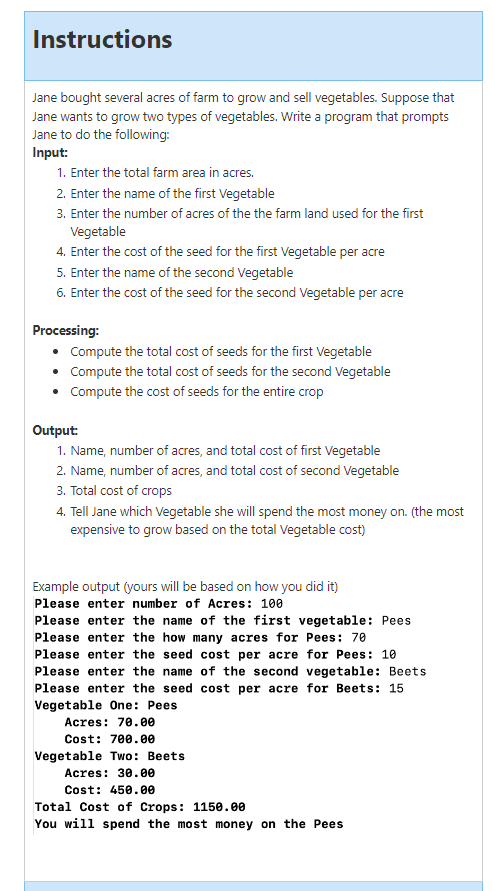 Instructions
Jane bought several acres of farm to grow and sell vegetables. Suppose that
Jane wants to grow two types of vegetables. Write a program that prompts
Jane to do the following:
Input:
1. Enter the total farm area in acres.
2. Enter the name of the first Vegetable
3. Enter the number of acres of the the farm land used for the first
Vegetable
4. Enter the cost of the seed for the first Vegetable per acre
5. Enter the name of the second Vegetable
6. Enter the cost of the seed for the second Vegetable per acre
Processing:
• Compute the total cost of seeds for the first Vegetable
• Compute the total cost of seeds for the second Vegetable
• Compute the cost of seeds for the entire crop
Output:
1. Name, number of acres, and total cost of first Vegetable
2. Name, number of acres, and total cost of second Vegetable
3. Total cost of crops
4. Tell Jane which Vegetable she will spend the most money on. (the most
expensive to grow based on the total Vegetable cost)
Example output (yours will be based on how you did it)
Please enter number of Acres: 100
Please enter the name of the first vegetable: Pees
Please enter the how many acres for Pees: 70
Please enter the seed cost per acre for Pees: 10
Please enter the name of the second vegetable: Beets
Please enter the seed cost per acre for Beets: 15
Vegetable One: Pees
Acres: 70.00
Cost: 700.00
Vegetable Two: Beets
Acres: 30.00
Cost: 450.00
Total Cost of Crops: 1150.00
You will spend the most money on the Pees